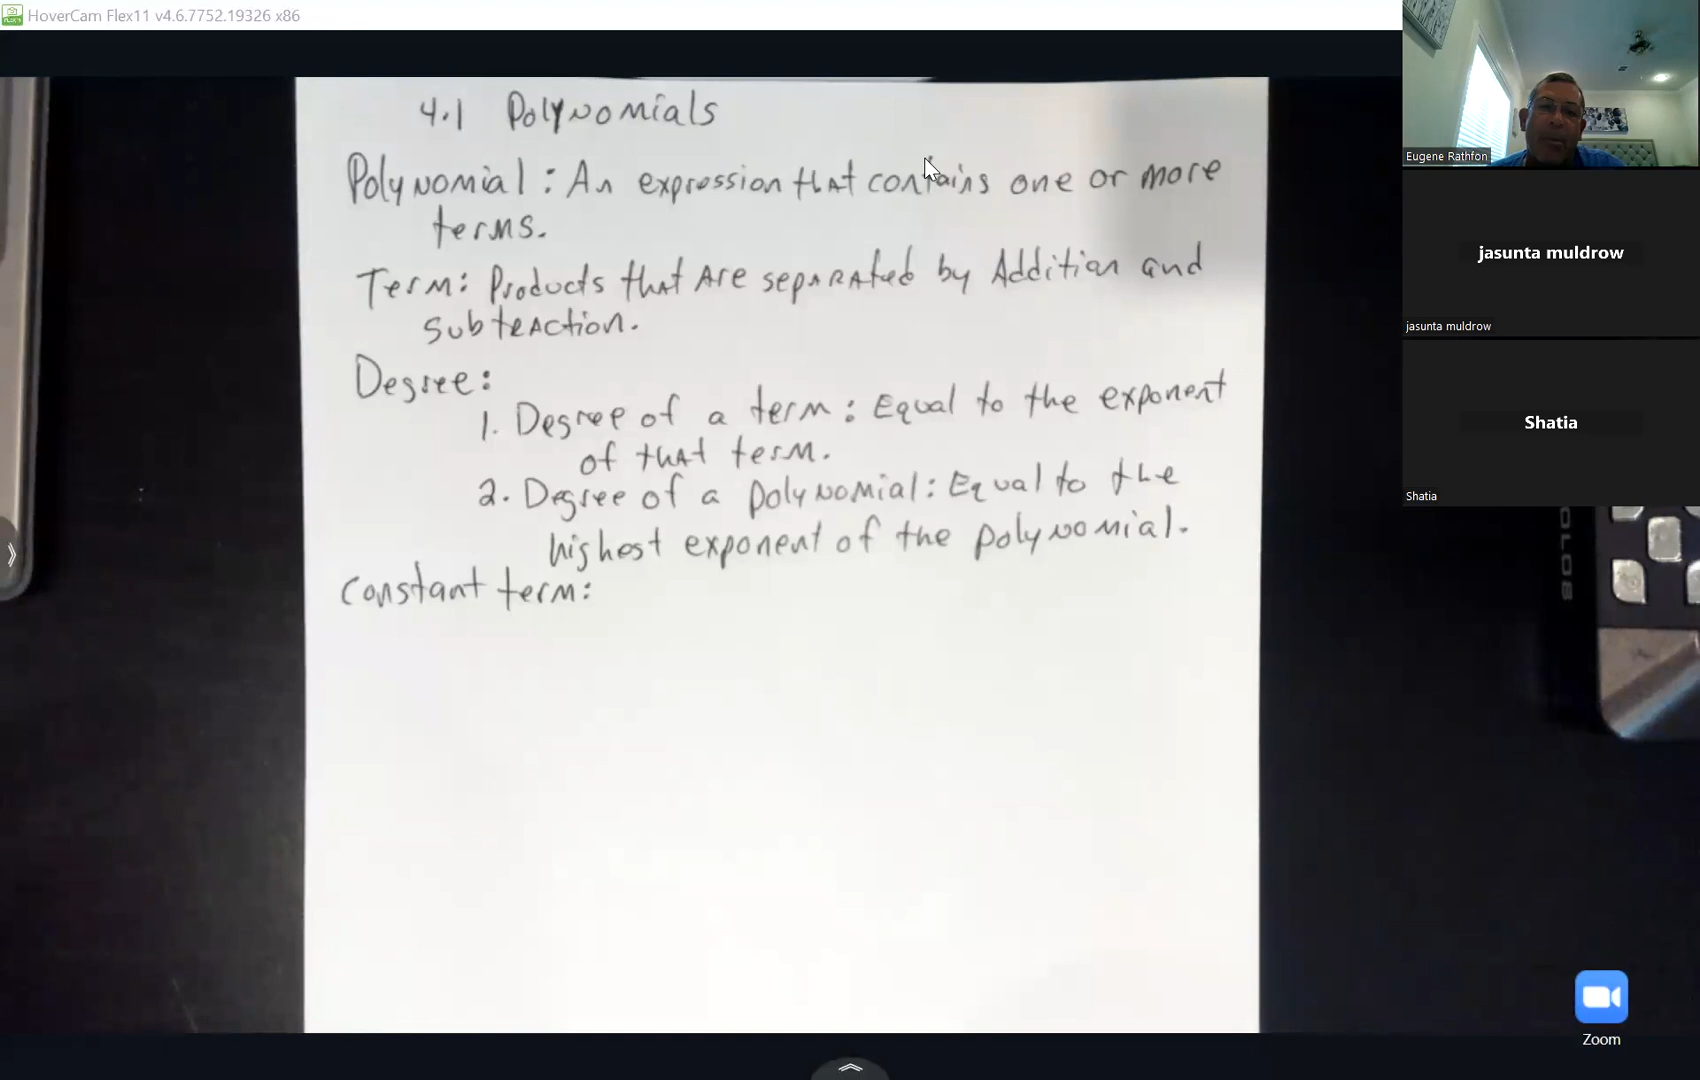 HoverCam Flex11 v4.6.7752.19326 x86
4.1 Polynomials
Polynomial: An expression that contains one or more
terms.
Term: Products that are separated by Addition and
subtraction.
Degree:
1. Degree of a term: Equal to the exponent
of that term.
2. Degree of a polynomial: Equal to the
highest exponent of the polynomial.
Constant term:
Eugene Rathfon
jasunta muldrow
jasunta muldrow
Shatia
Shatia
Zoom